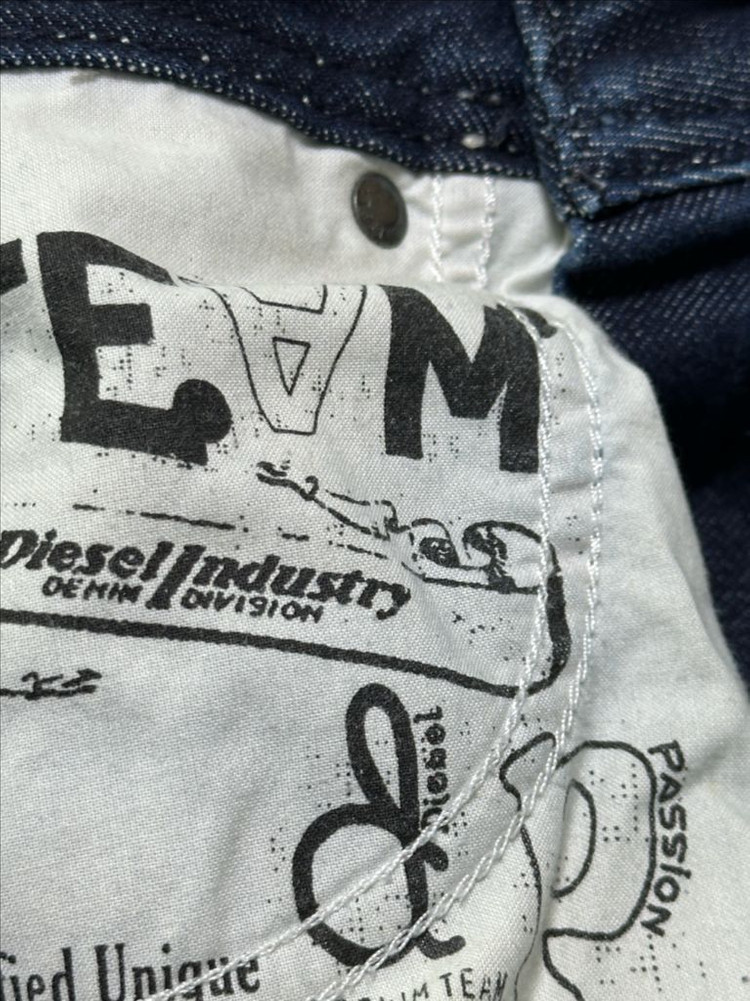 TEAM
Diesel Industry
DENIM DIVISION
d
Diesel
PASSION
fied Unique
DENIM TEAM